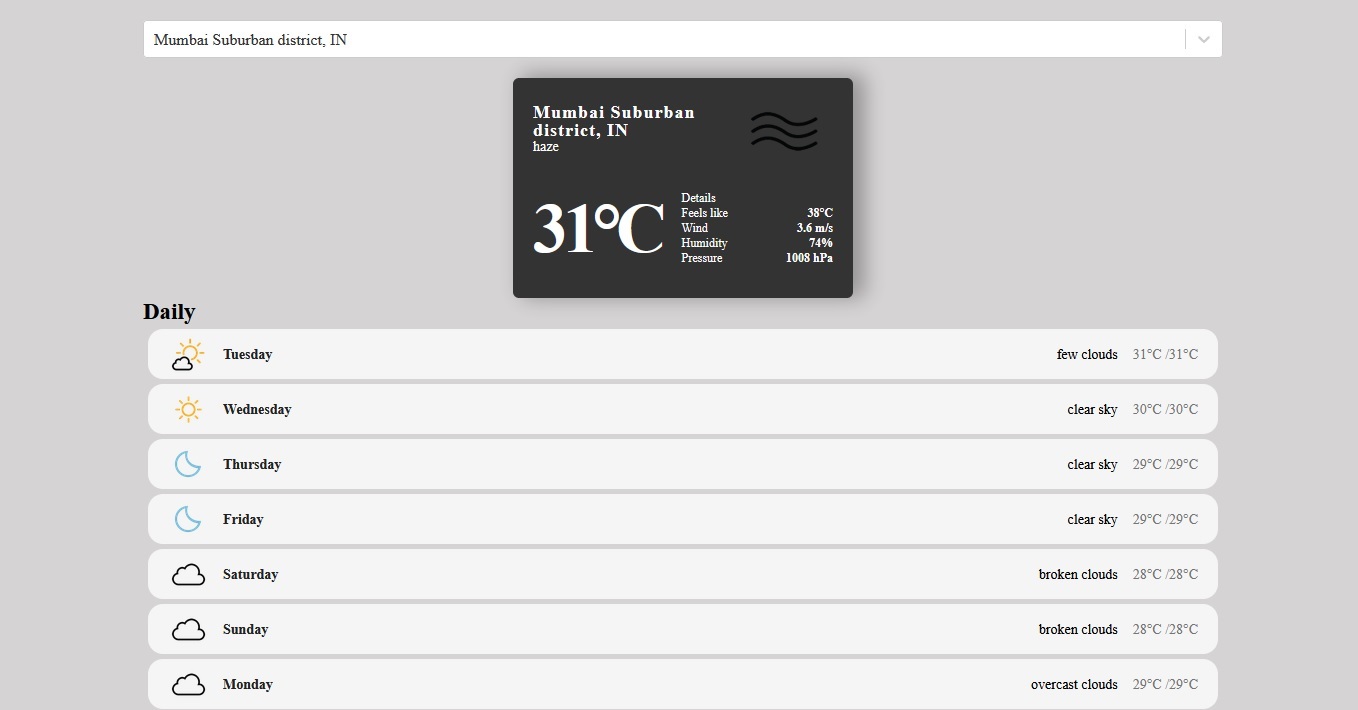 Mumbai Suburban district, IN
Mumbai Suburban
district, IN
haze
31°C
Details
Feels like 38°C
Wind 3.6 m/s
Humidity 74%
Pressure 1008 hPa
Daily
Tuesday few clouds 31°C /31°C
Wednesday clear sky 30°C /30°C
Thursday clear sky 29°C /29°C
Friday clear sky 29°C /29°C
Saturday broken clouds 28°C /28°C
Sunday broken clouds 28°C /28°C
Monday overcast clouds 29°C /29°C